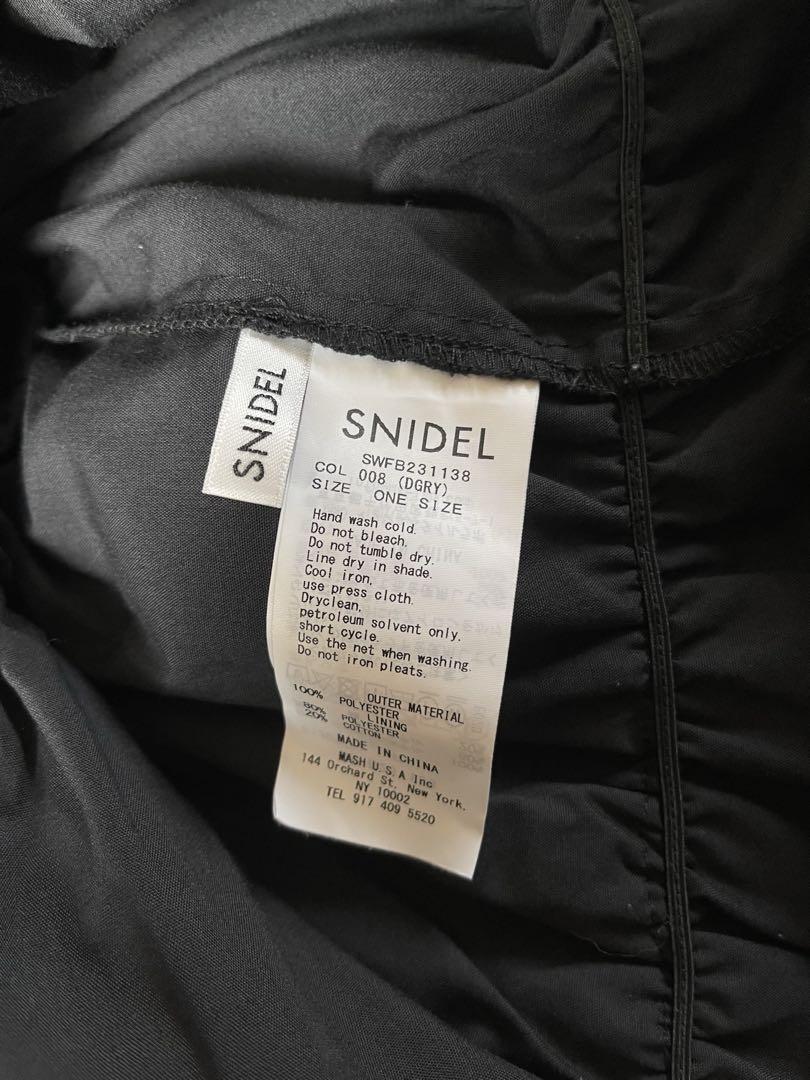 SNIDEL
SNIDEL
SWFB231138
COL 008 (DGRY)
SIZE ONE SIZE
Hand wash cold.
Do not bleach.
Do not tumble dry.
Line dry in shade.
Cool iron,
use press cloth.
Dryclean,
petroleum solvent only.
short cycle.
Use the net when washing.
Do not iron pleats.
OUTER MATERIAL
100% POLYESTER
LINING
80% POLYESTER
20% COTTON
MADE IN CHINA
MASH U.S.A Inc
144 Orchard St, New York,
NY 10002
TEL 917 409 5520